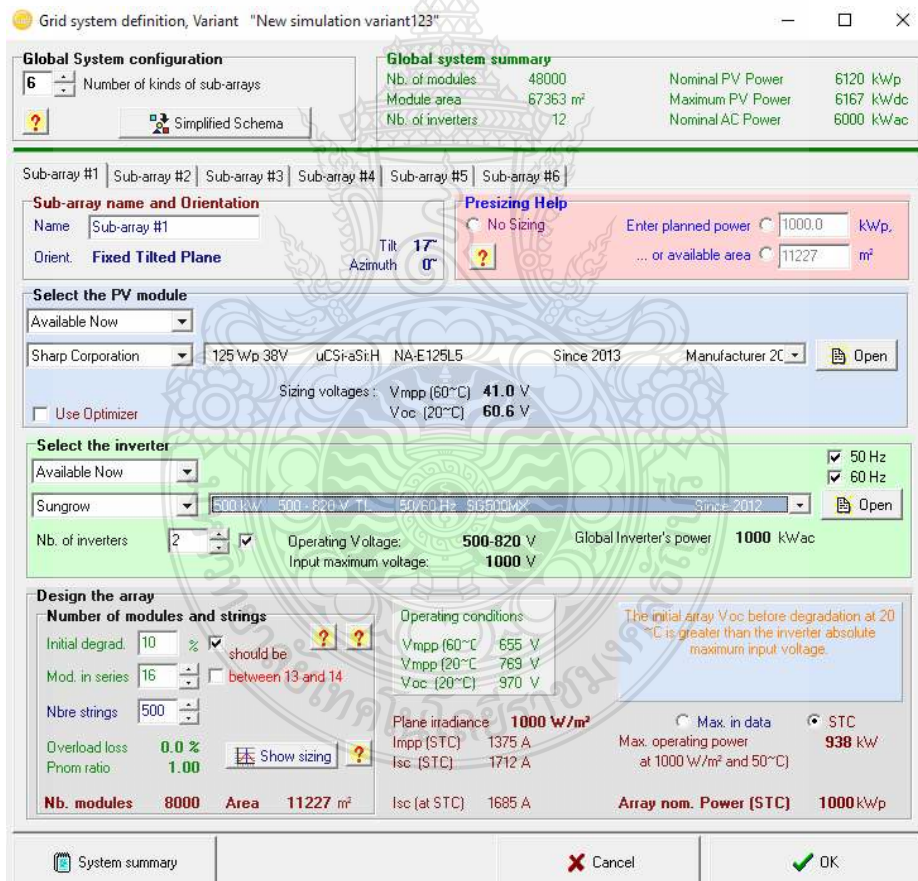 Grid system definition, Variant "New simulation variant123"
Global System configuration
6 Number of kinds of sub-arrays
? Simplified Schema
Global system summary
Nb. of modules 48000 Nominal PV Power 6120 kWp
Module area 67363 m² Maximum PV Power 6167 kWdc
Nb. of inverters 12 Nominal AC Power 6000 kWac
Sub-array #1 Sub-array #2 Sub-array #3 Sub-array #4 Sub-array #5 Sub-array #6
Sub-array name and Orientation
Name Sub-array #1
Orient. Fixed Tilted Plane
Tilt 17~
Azimuth 0~
Presizing Help
No Sizing Enter planned power 1000.0 kWp,
? ... or available area 11227 m²
Select the PV module
Available Now
Sharp Corporation 125 Wp 38V uCSi-aSi:H NA-E125L5 Since 2013 Manufacturer 20 Open
Sizing voltages : Vmpp (60~C) 41.0 V
Use Optimizer Voc (20~C) 60.6 V
Select the inverter
Available Now 50 Hz
60 Hz
Sungrow 500 kW 500 - 820 V TL 50/60 Hz SG500MX Since 2012 Open
Nb. of inverters 2 Operating Voltage: 500-820 V Global Inverter's power 1000 kWac
Input maximum voltage: 1000 V
Design the array
Number of modules and strings
Initial degrad. 10 % ? ?
should be
Mod. in series 16 between 13 and 14
Nbre strings 500
Overload loss 0.0 % Show sizing ?
Pnom ratio 1.00
Nb. modules 8000 Area 11227 m²
Operating conditions
Vmpp (60~C 655 V
Vmpp (20~C 769 V
Voc (20~C) 970 V
The initial array Voc before degradation at 20
~C is greater than the inverter absolute
maximum input voltage.
Plane irradiance 1000 W/m² Max. in data STC
Impp (STC) 1375 A Max. operating power 938 kW
Isc (STC) 1712 A at 1000 W/m² and 50~C)
Isc (at STC) 1685 A Array nom. Power (STC) 1000 kWp
System summary Cancel OK